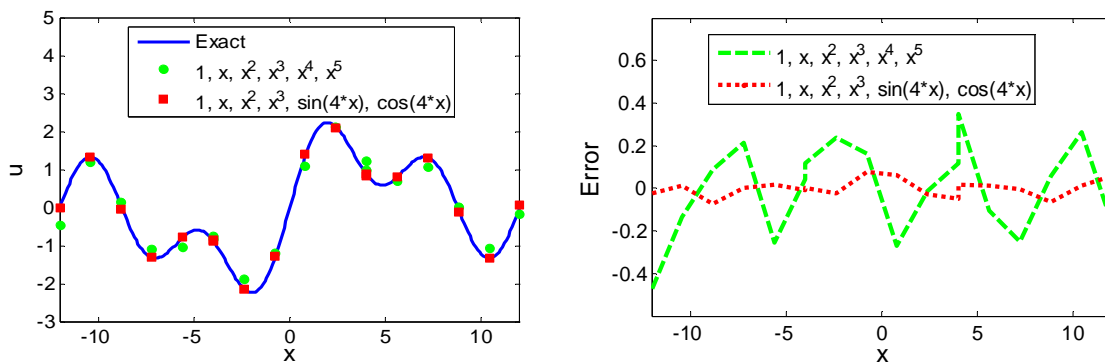 5
4
3
2
1
0
-1
-2
-3
u
-10
-5
0
5
10
x
Exact
1, x, x², x³, x⁴, x⁵
1, x, x², x³, sin(4*x), cos(4*x)
0.6
0.4
0.2
0
-0.2
-0.4
Error
-10
-5
0
5
10
x
1, x, x², x³, x⁴, x⁵
1, x, x², x³, sin(4*x), cos(4*x)